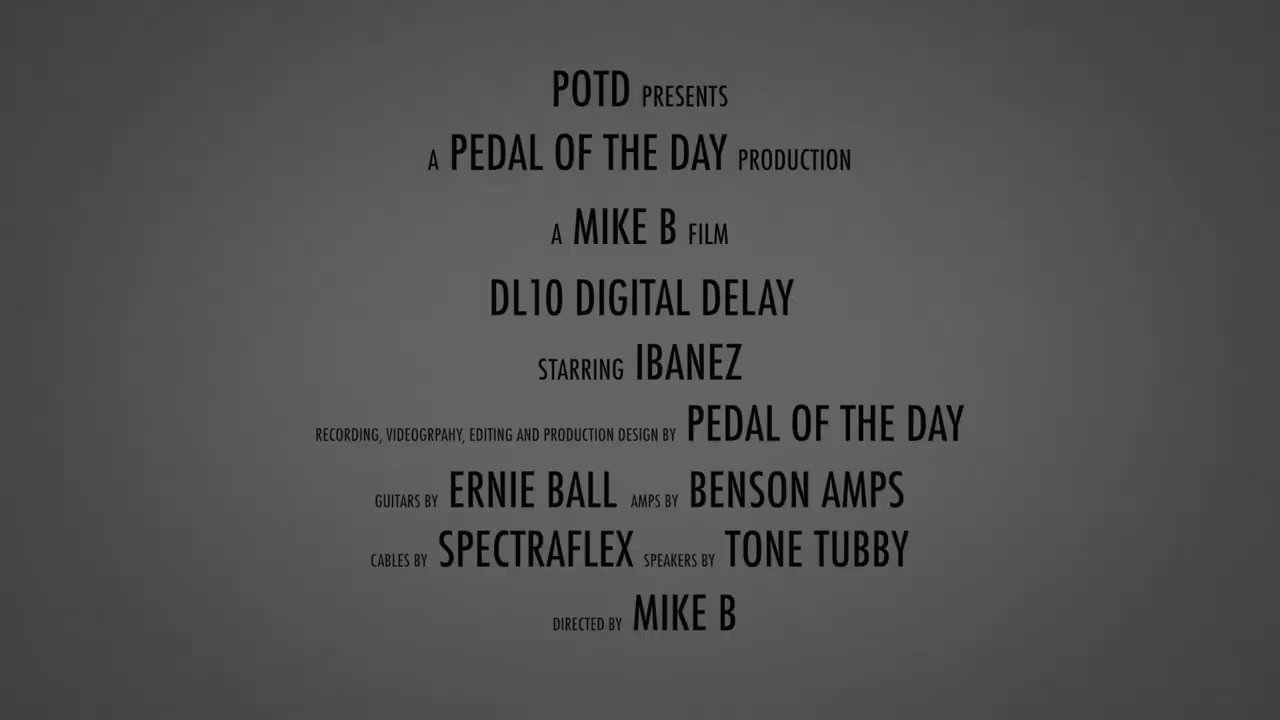 POTD PRESENTS
A PEDAL OF THE DAY PRODUCTION
A MIKE B FILM
DL10 DIGITAL DELAY
STARRING IBANEZ
RECORDING, VIDEOGRPAHY, EDITING AND PRODUCTION DESIGN BY PEDAL OF THE DAY
GUITARS BY ERNIE BALL AMPS BY BENSON AMPS
CABLES BY SPECTRAFLEX SPEAKERS BY TONE TUBBY
DIRECTED BY MIKE B